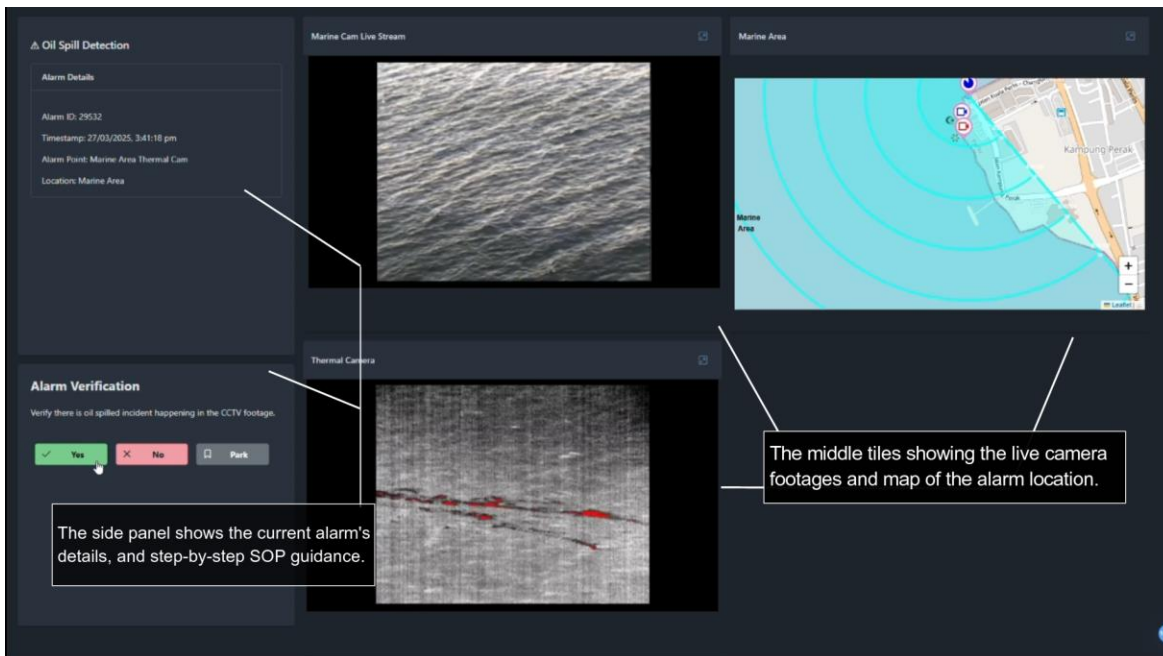 ⚠ Oil Spill Detection
Alarm Details
Alarm ID: 29532
Timestamp: 27/03/2025, 3:41:18 pm
Alarm Point: Marine Area Thermal Cam
Location: Marine Area
Alarm Verification
Verify there is oil spilled incident happening in the CCTV footage.
Yes
No
Park
The side panel shows the current alarm's
details, and step-by-step SOP guidance.
Marine Cam Live Stream
Thermal Camera
Marine Area
Kampung Perak
Marine
Area
Perak
+
−
Leaflet
The middle tiles showing the live camera
footages and map of the alarm location.